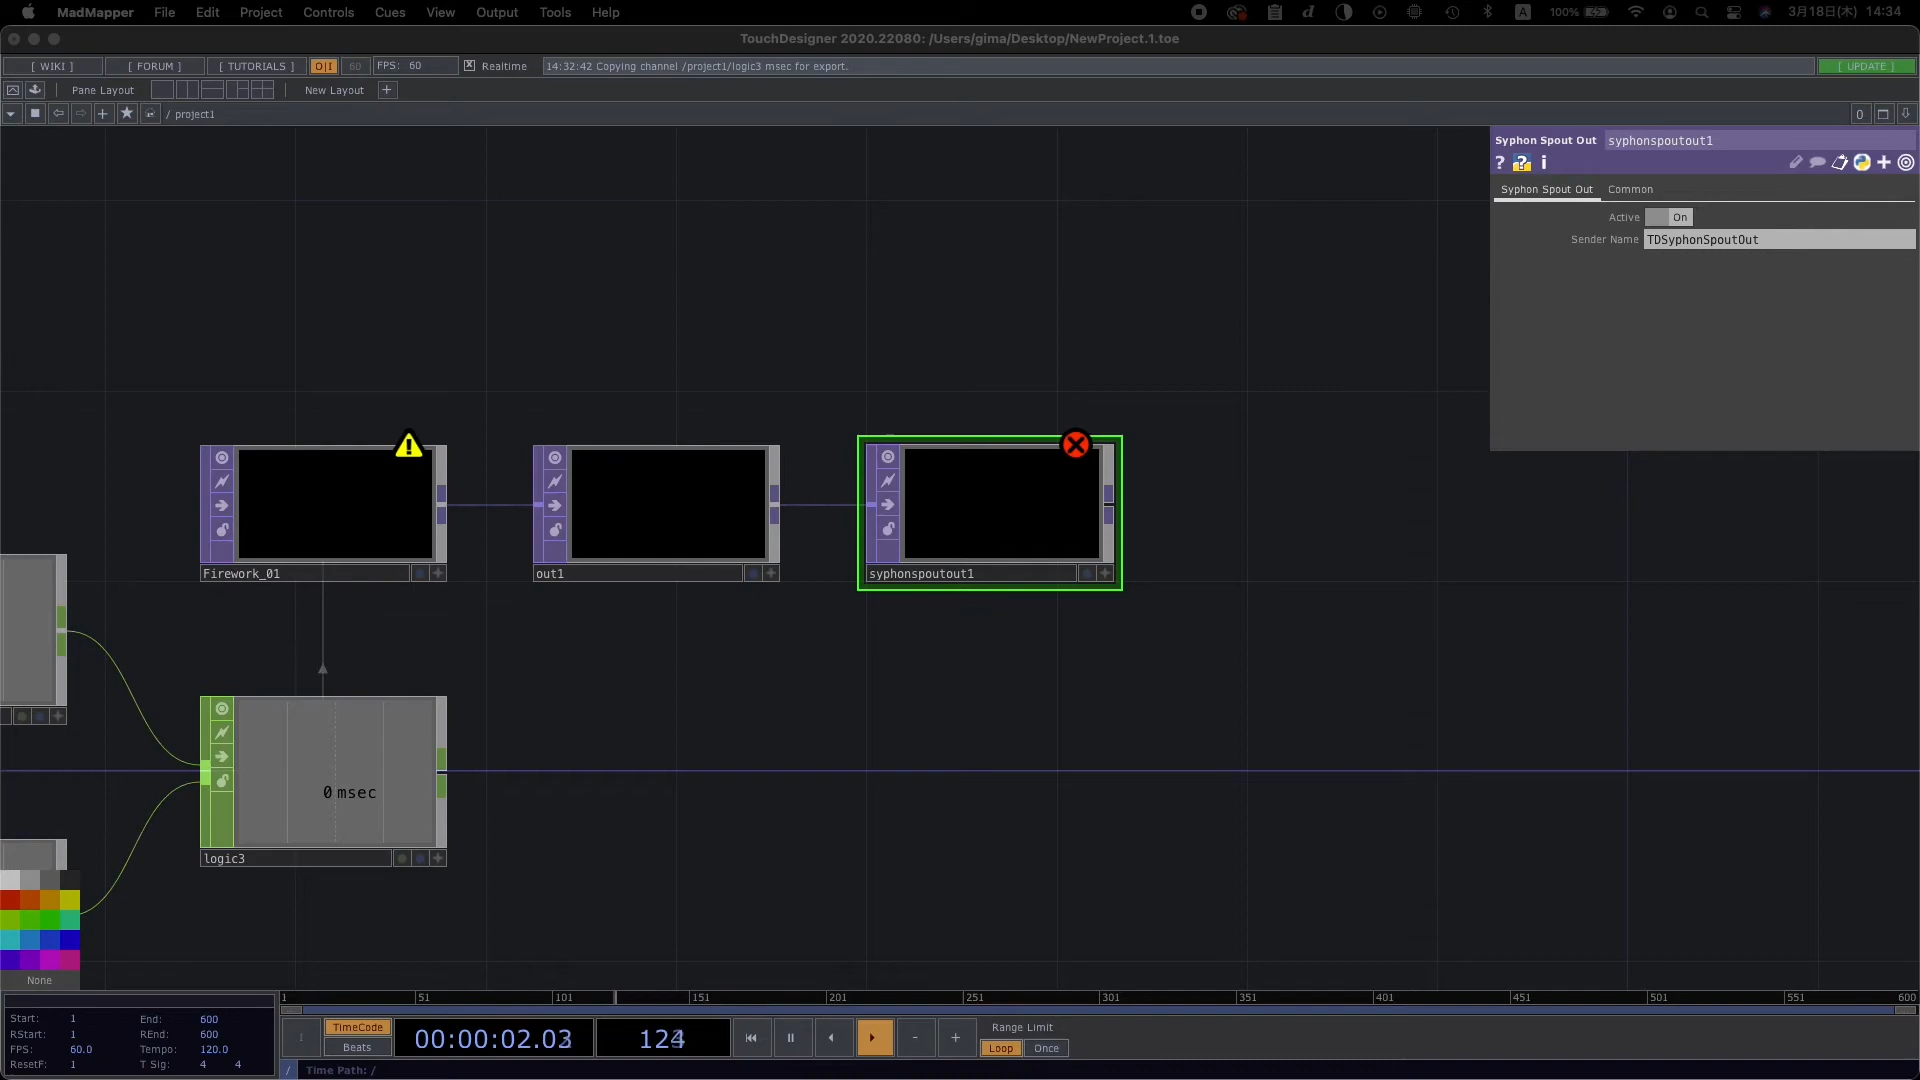 MadMapper File Edit Project Controls Cues View Output Tools Help
100% 3月18日(木) 14:34
TouchDesigner 2020.22080: /Users/gima/Desktop/NewProject.1.toe
[ WIKI ] [ FORUM ] [ TUTORIALS ] O|I 60 FPS: 60 Realtime 14:32:42 Copying channel /project1/logic3 msec for export. [ UPDATE ]
Pane Layout New Layout +
/ project1 0
Syphon Spout Out syphonspoutout1
Syphon Spout Out Common
Active On
Sender Name TDSyphonSpoutOut
Firework_01
out1
syphonspoutout1
0 msec
logic3
None
1 51 101 151 201 251 301 351 401 451 501 551 600
Start: 1 End: 600
RStart: 1 REnd: 600
FPS: 60.0 Tempo: 120.0
ResetF: 1 T Sig: 4 4
TimeCode
Beats
00:00:02.03
124
- +
Range Limit
Loop Once
/ Time Path: /